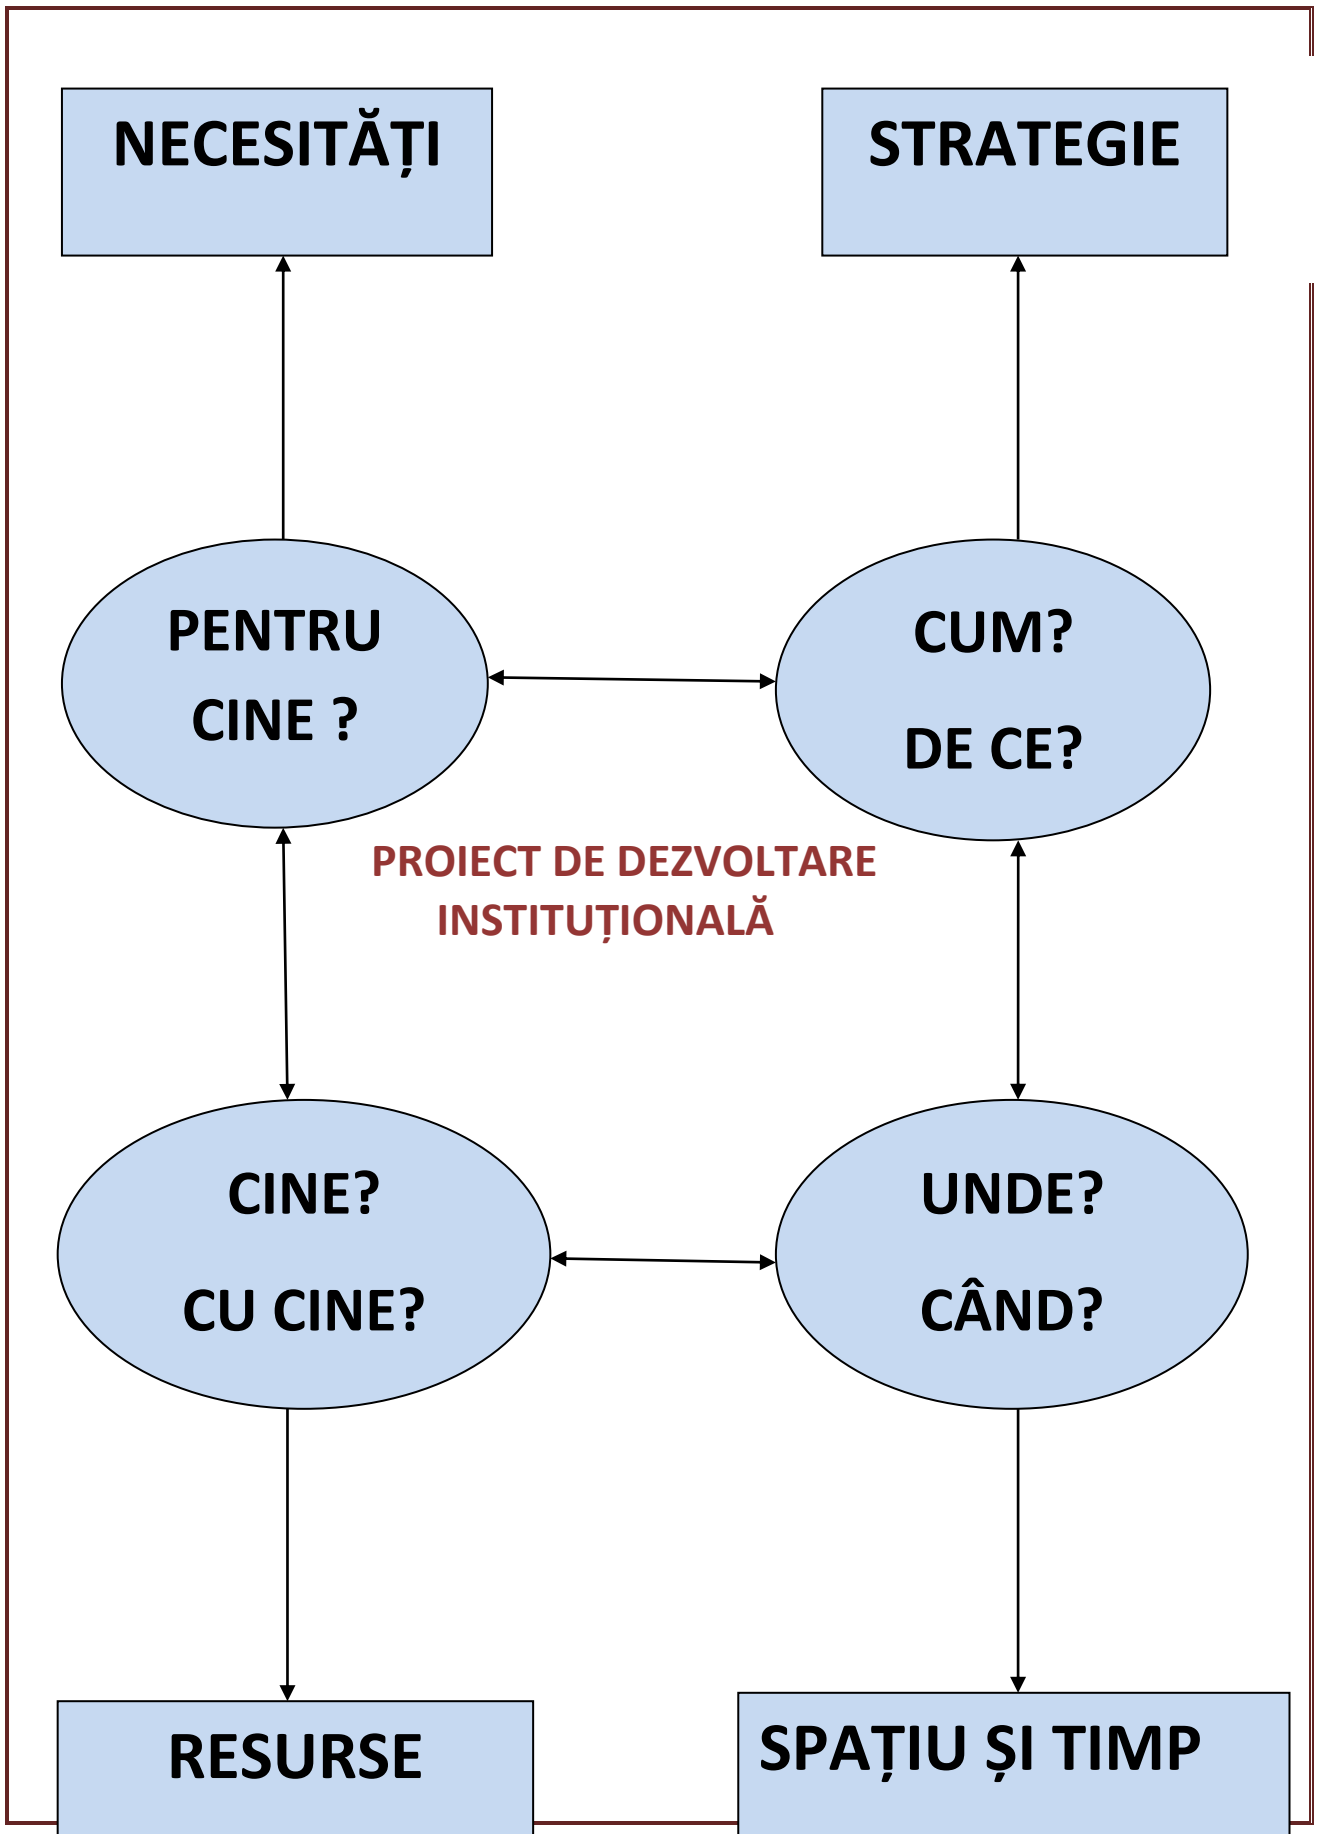 NECESITĂȚI
STRATEGIE
PENTRU
CINE ?
CUM?
DE CE?
PROIECT DE DEZVOLTARE
INSTITUȚIONALĂ
CINE?
CU CINE?
UNDE?
CÂND?
RESURSE
SPAȚIU ȘI TIMP